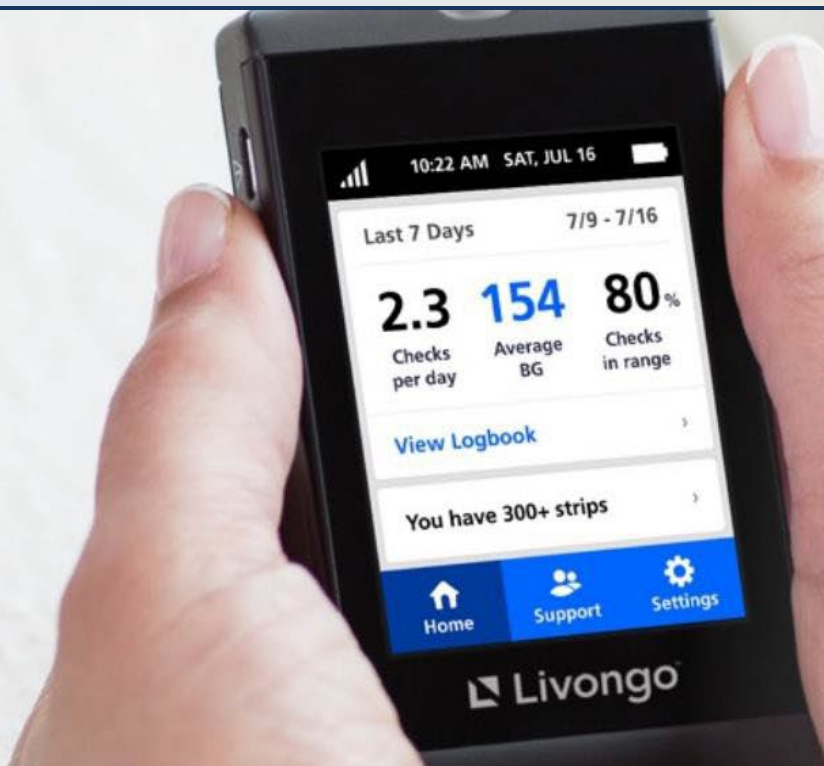 10:22 AM SAT, JUL 16
Last 7 Days 7/9 - 7/16
2.3 154 80%
Checks per day
Average BG
Checks in range
View Logbook
You have 300+ strips
Home Support Settings
Livongo